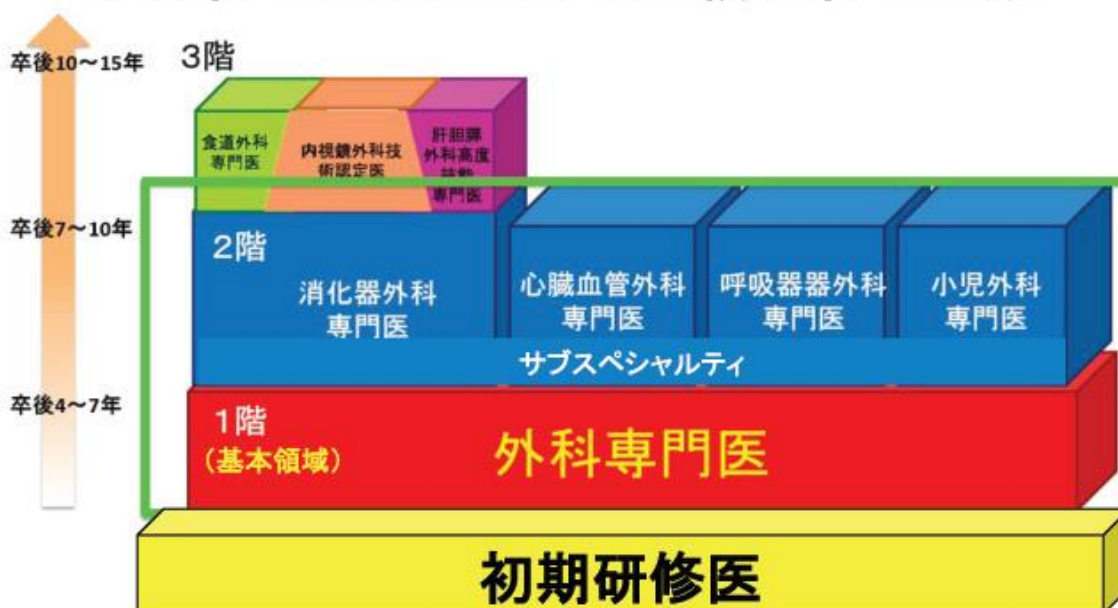 卒後10～15年
3階
食道外科
専門医
内視鏡外科技
術認定医
肝胆膵
外科高度
技能
専門医
卒後7～10年
2階
消化器外科
専門医
心臓血管外科
専門医
呼吸器器外科
専門医
小児外科
専門医
サブスペシャルティ
卒後4～7年
1階
（基本領域）
外科専門医
初期研修医